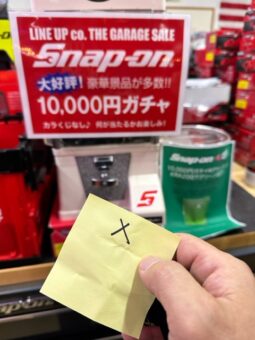 LINE UP co. THE GARAGE SALE
Snap-on
大好評! 豪華景品が多数!!
10,000円ガチャ
カラくじなし♪ 何が当たるかお楽しみ!
S
Snap-on
X